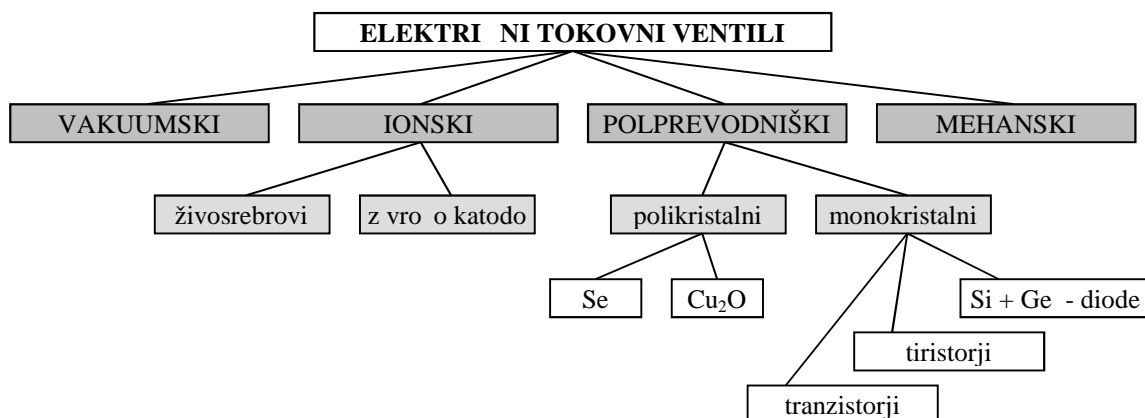 ELEKTRI NI TOKOVNI VENTILI
VAKUUMSKI IONSKI POLPREVODNIŠKI MEHANSKI
živosrebrovi z vro o katodo polikristalni monokristalni
Se Cu₂O Si + Ge - diode
tiristorji
tranzistorji